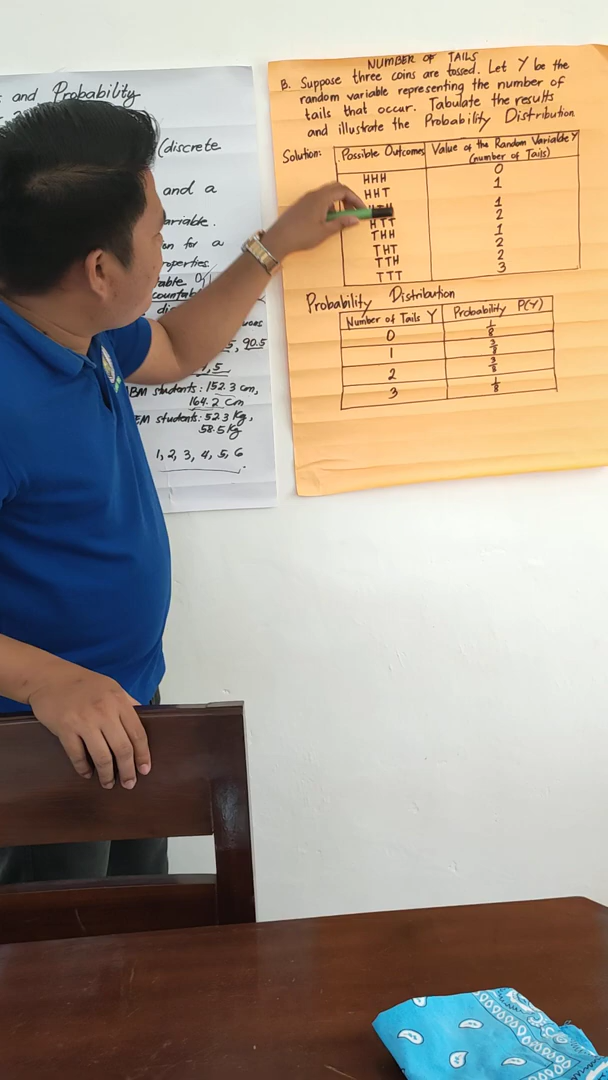 and Probability
(discrete
and a
ariable.
on for a
roperties.
table
countab
5, 90.5
1, 5
BM students: 152.3 cm,
164.2 cm
EM students: 52.3 kg,
58.5 kg
1, 2, 3, 4, 5, 6
NUMBER OF TAILS
B. Suppose three coins are tossed. Let Y be the
random variable representing the number of
tails that occur. Tabulate the results
and illustrate the Probability Distribution
Solution: Possible Outcomes Value of the Random Variable Y
(number of Tails)
HHH 0
HHT 1
HTH 1
HTT 2
THH 1
THT 2
TTH 2
TTT 3
Probability Distribution
Number of Tails Y Probability P(Y)
0 1/8
1 3/8
2 3/8
3 1/8